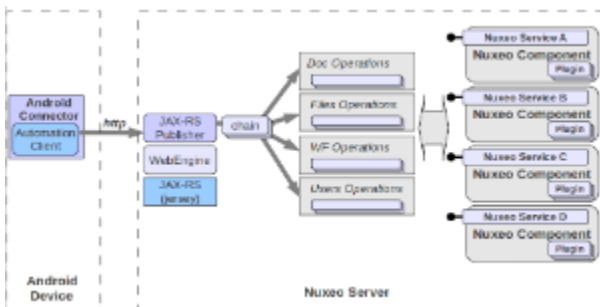 Android
Connector
Automation
Client
http
JAX-RS
Publisher
WebEngine
JAX-RS
(jersey)
chain
Doc Operations
Files Operations
WF Operations
Users Operations
Nuxeo Service A
Nuxeo Component
Plugin
Nuxeo Service B
Nuxeo Component
Plugin
Nuxeo Service C
Nuxeo Component
Plugin
Nuxeo Service D
Nuxeo Component
Plugin
Android
Device
Nuxeo Server